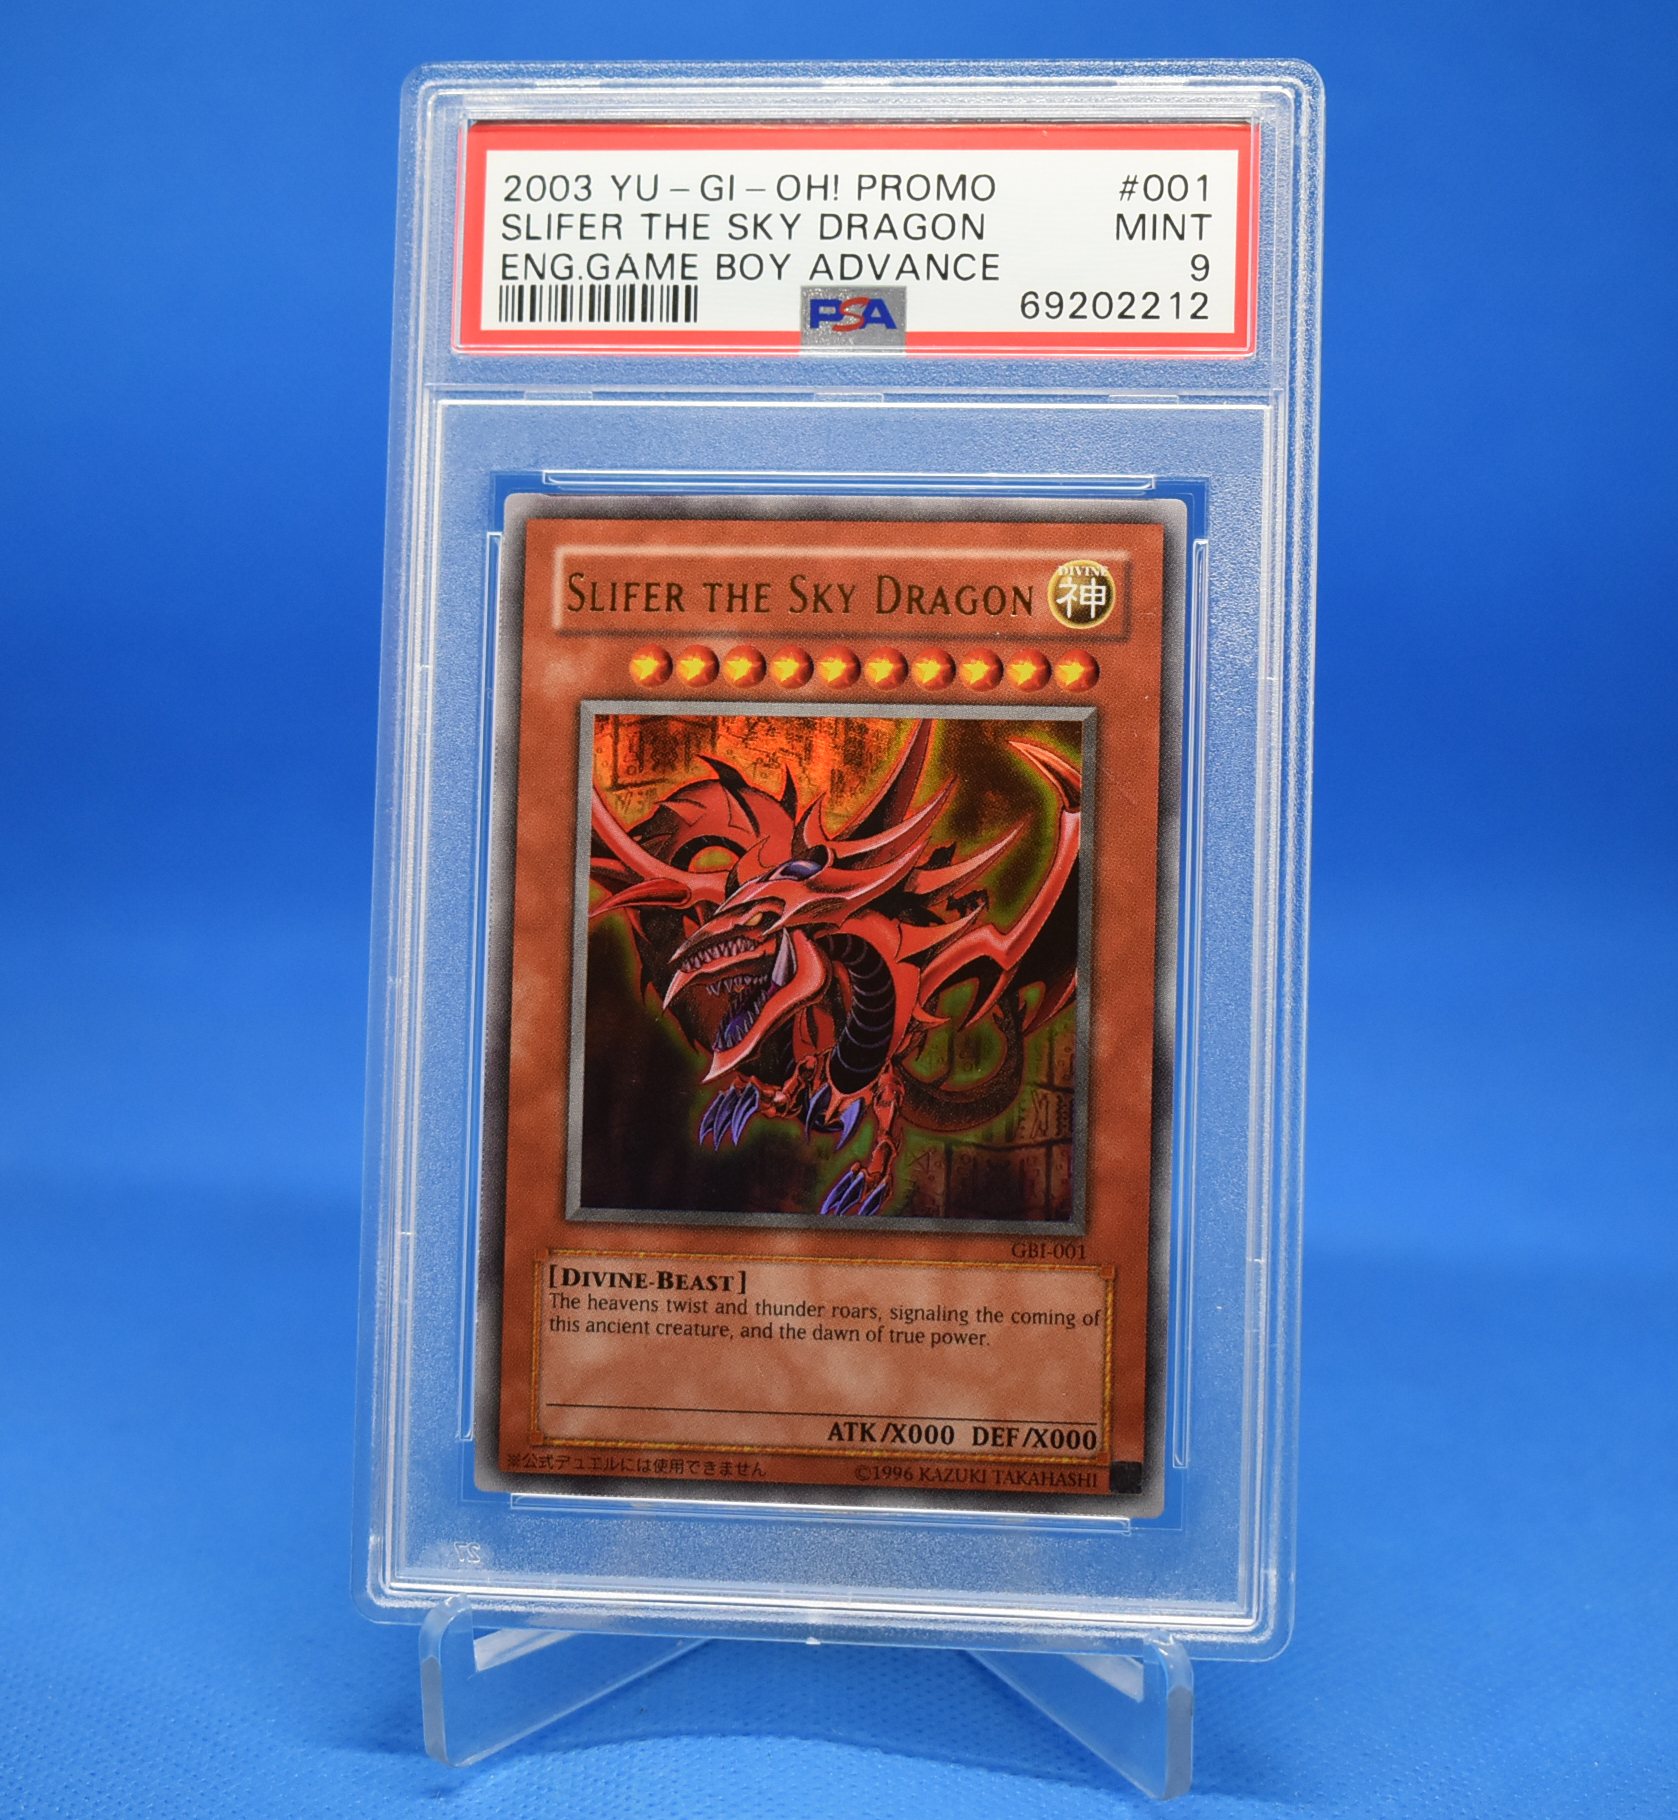 2003 YU-GI-OH! PROMO #001
SLIFER THE SKY DRAGON MINT
ENG.GAME BOY ADVANCE 9
PSA 69202212
SLIFER THE SKY DRAGON
DIVINE
神
GBI-001
[DIVINE-BEAST]
The heavens twist and thunder roars, signaling the coming of
this ancient creature, and the dawn of true power.
ATK/X000 DEF/X000
※公式デュエルには使用できません ©1996 KAZUKI TAKAHASHI